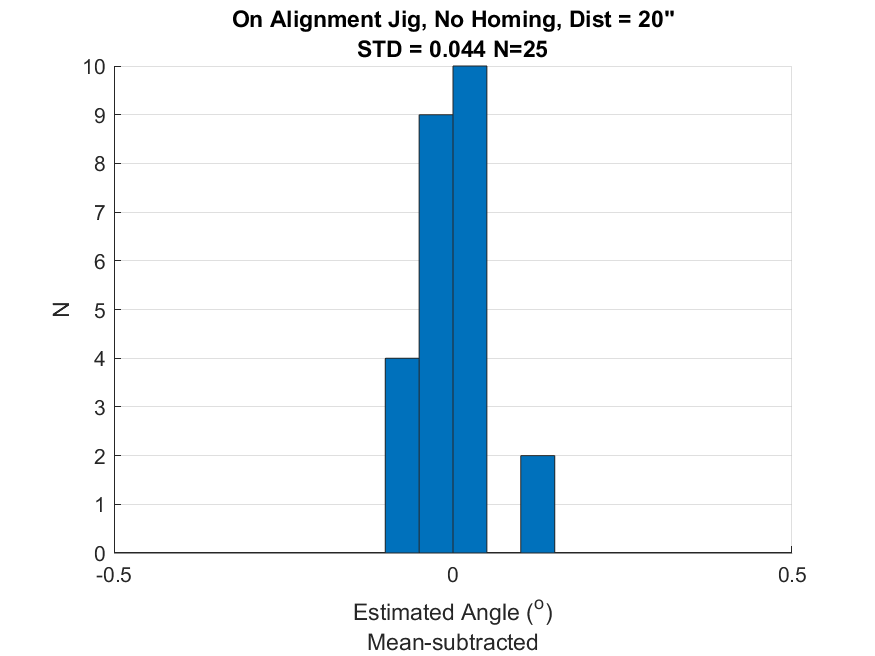 On Alignment Jig, No Homing, Dist = 20"
STD = 0.044 N=25
10
9
8
7
6
5
4
3
2
1
0
N
-0.5 0 0.5
Estimated Angle (º)
Mean-subtracted